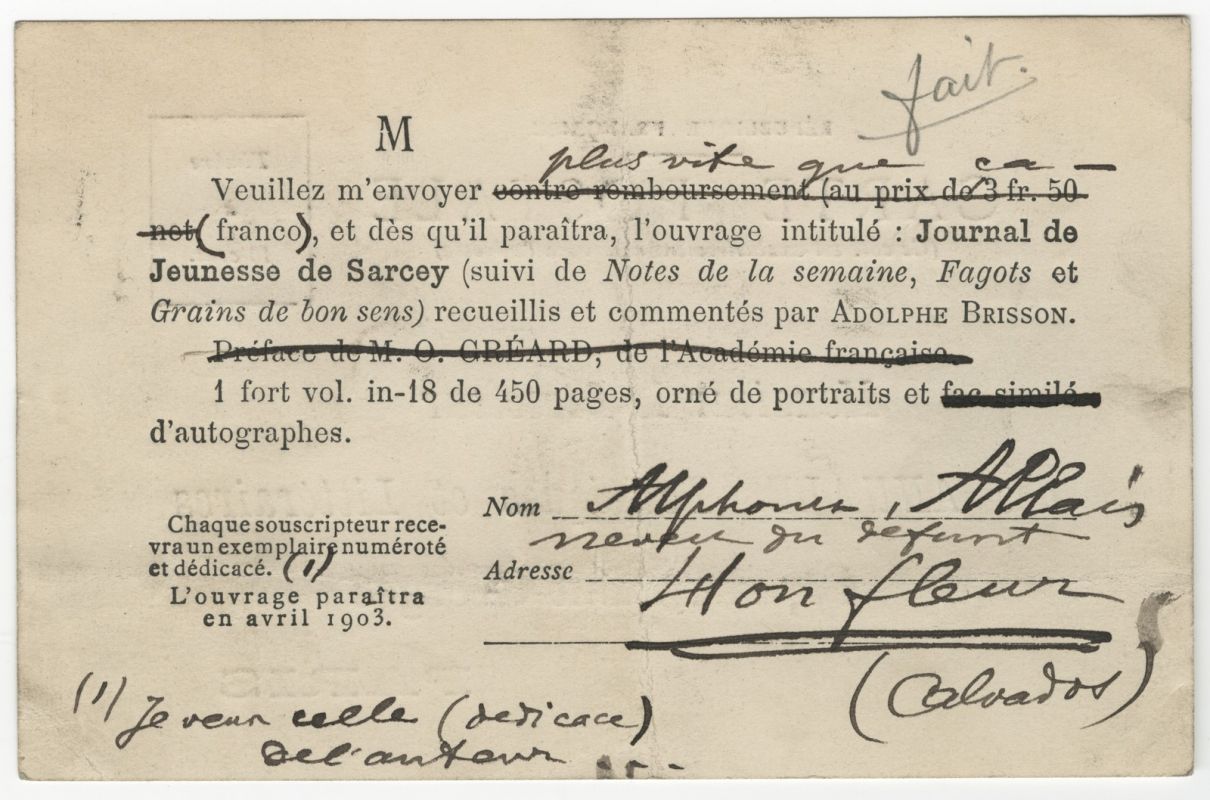 fait.
M
plus vite que ça —
Veuillez m'envoyer contre remboursement (au prix de 3 fr. 50
net (franco), et dès qu'il paraîtra, l'ouvrage intitulé : Journal de
Jeunesse de Sarcey (suivi de Notes de la semaine, Fagots et
Grains de bon sens) recueillis et commentés par ADOLPHE BRISSON.
Préface de M. O. GRÉARD, de l'Académie française.
1 fort vol. in-18 de 450 pages, orné de portraits et fac similé
d'autographes.
Nom Alphonse Allais,
neveu du defunt
Adresse Honfleur
(Calvados)
Chaque souscripteur rece-
vra un exemplaire numéroté
et dédicacé. (1)
L'ouvrage paraîtra
en avril 1903.
(1) Je veux celle (dedicace)
de l'auteur